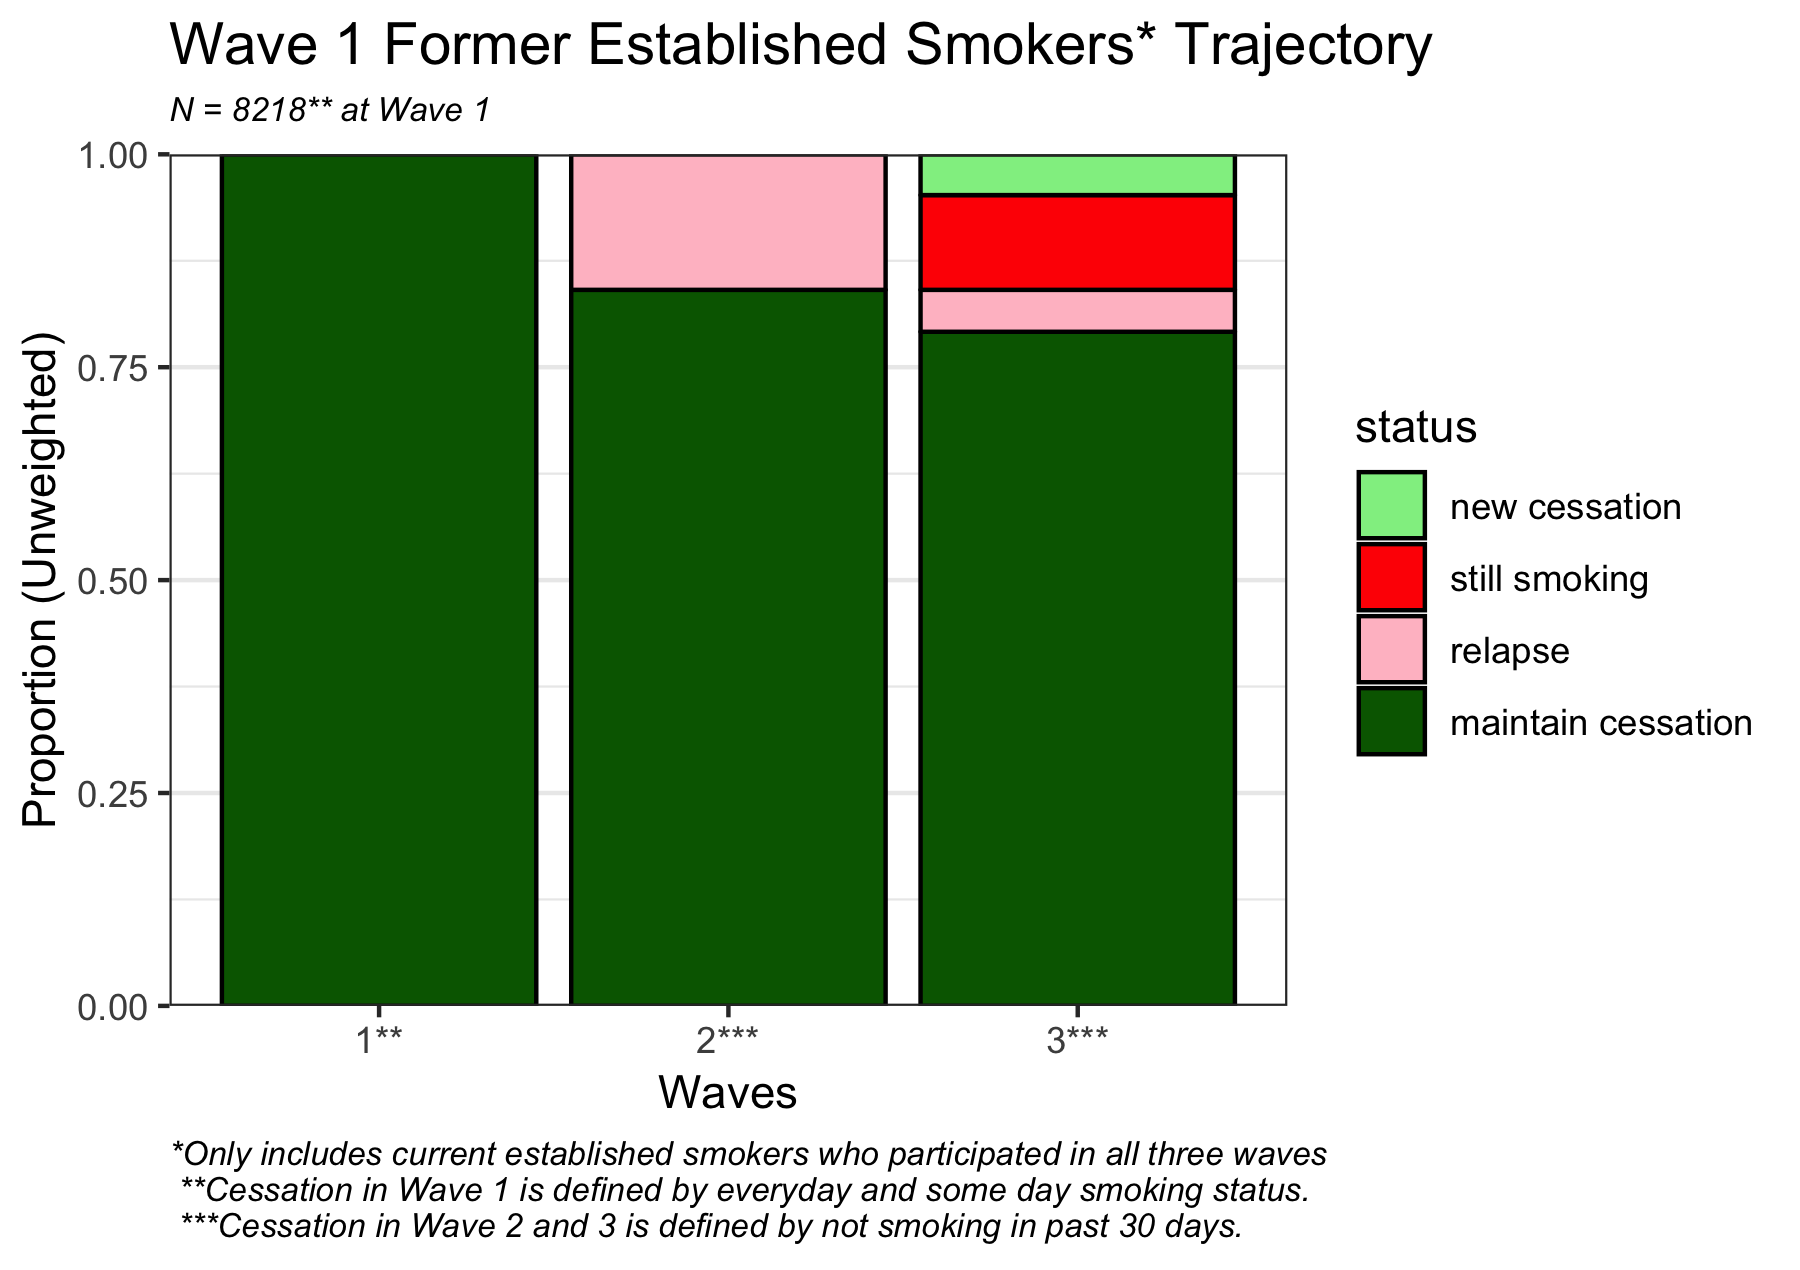 Wave 1 Former Established Smokers* Trajectory
N = 8218** at Wave 1
Proportion (Unweighted)
1.00
0.75
0.50
0.25
0.00
1**
2***
3***
Waves
status
new cessation
still smoking
relapse
maintain cessation
*Only includes current established smokers who participated in all three waves
**Cessation in Wave 1 is defined by everyday and some day smoking status.
***Cessation in Wave 2 and 3 is defined by not smoking in past 30 days.